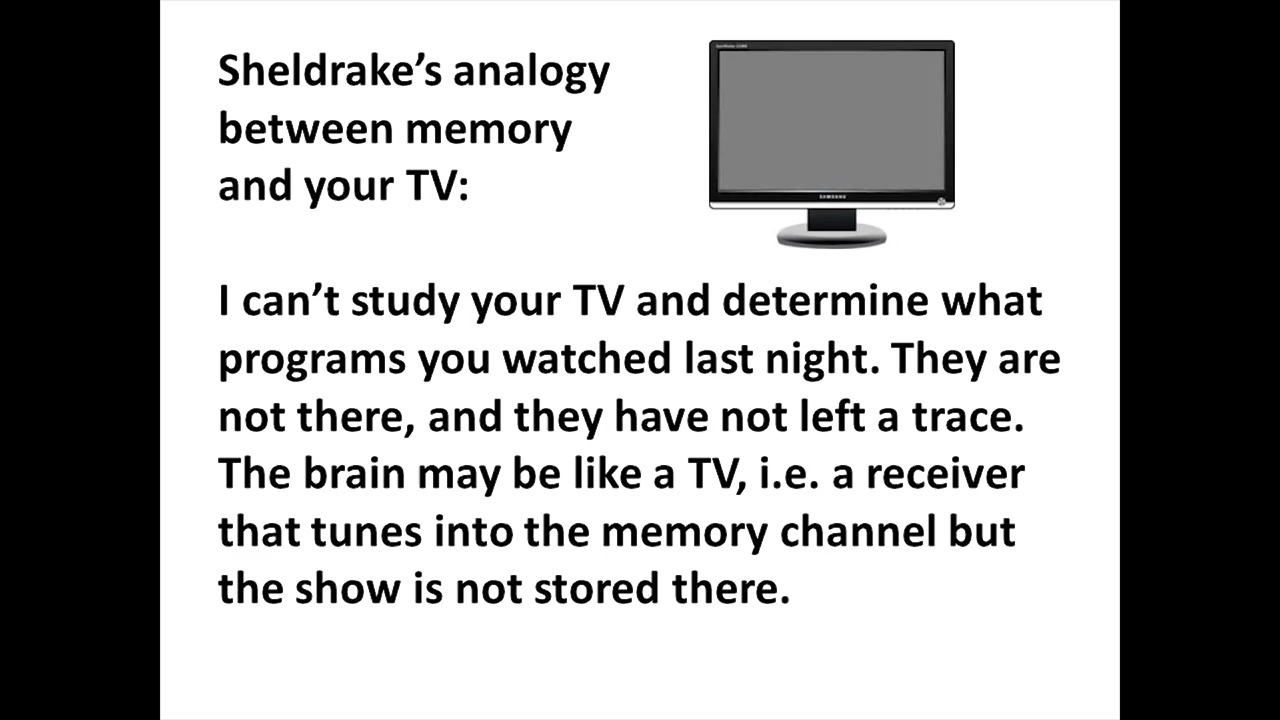 Sheldrake’s analogy
between memory
and your TV:
SAMSUNG
I can’t study your TV and determine what
programs you watched last night. They are
not there, and they have not left a trace.
The brain may be like a TV, i.e. a receiver
that tunes into the memory channel but
the show is not stored there.